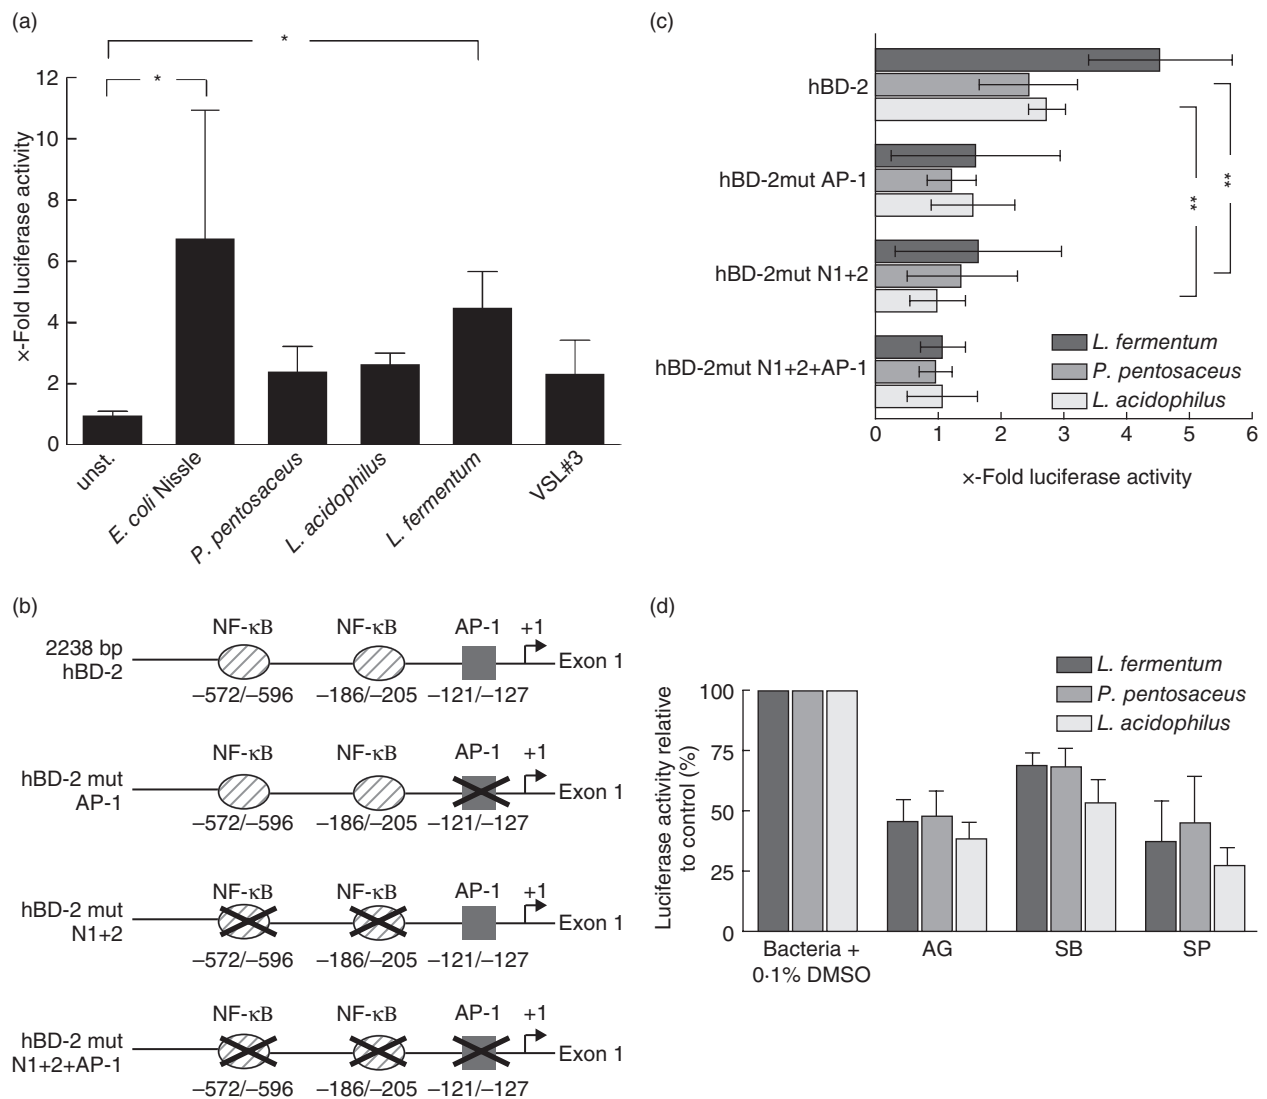 (a)
*
*
12
10
8
6
4
2
0
×-Fold luciferase activity
unst.
E. coli Nissle
P. pentosaceus
L. acidophilus
L. fermentum
VSL#3
(b)
NF-κB NF-κB AP-1 +1
2238 bp
hBD-2
Exon 1
–572/–596 –186/–205 –121/–127
NF-κB NF-κB AP-1 +1
hBD-2 mut
AP-1
Exon 1
–572/–596 –186/–205 –121/–127
NF-κB NF-κB AP-1 +1
hBD-2 mut
N1+2
Exon 1
–572/–596 –186/–205 –121/–127
NF-κB NF-κB AP-1 +1
hBD-2 mut
N1+2+AP-1
Exon 1
–572/–596 –186/–205 –121/–127
(c)
hBD-2
hBD-2mut AP-1
hBD-2mut N1+2
hBD-2mut N1+2+AP-1
**
**
L. fermentum
P. pentosaceus
L. acidophilus
0 1 2 3 4 5 6
×-Fold luciferase activity
(d)
L. fermentum
P. pentosaceus
L. acidophilus
Luciferase activity relative
to control (%)
100
75
50
25
0
Bacteria +
0·1% DMSO
AG
SB
SP